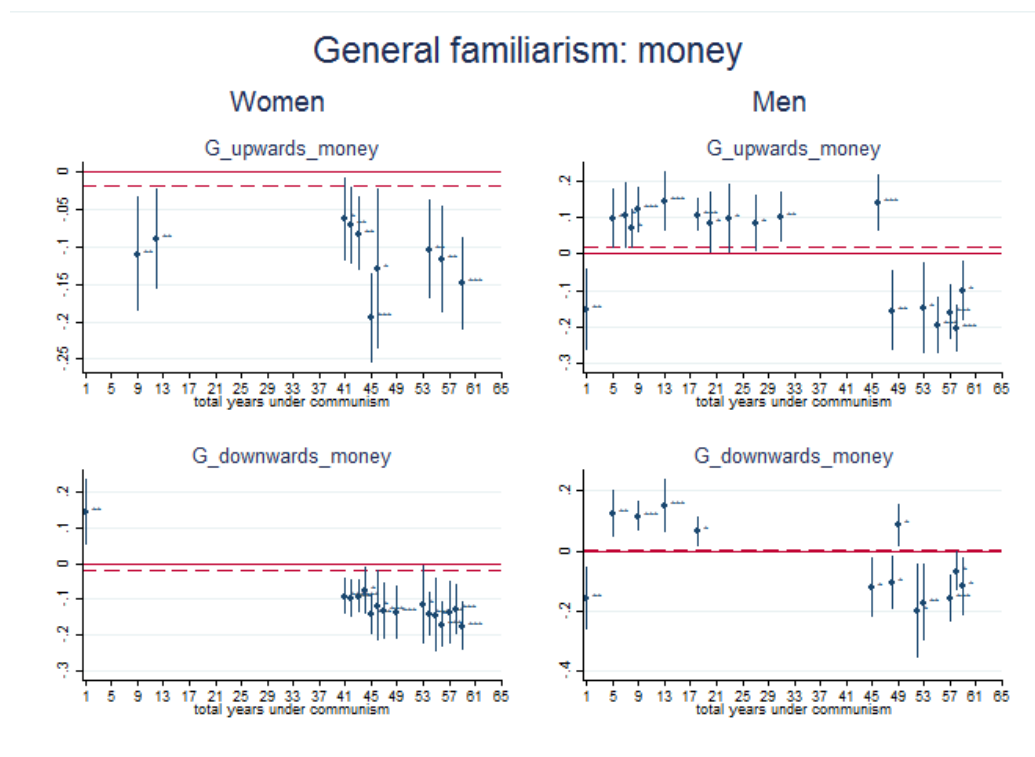 General familiarism: money
Women
Men
G_upwards_money
0
-.05
-.1
-.15
-.2
-.25
1 5 9 13 17 21 25 29 33 37 41 45 49 53 57 61 65
total years under communism
G_upwards_money
.2
.1
0
-.1
-.2
-.3
1 5 9 13 17 21 25 29 33 37 41 45 49 53 57 61 65
total years under communism
G_downwards_money
.2
.1
0
-.1
-.2
-.3
1 5 9 13 17 21 25 29 33 37 41 45 49 53 57 61 65
total years under communism
G_downwards_money
.2
0
-.2
-.4
1 5 9 13 17 21 25 29 33 37 41 45 49 53 57 61 65
total years under communism